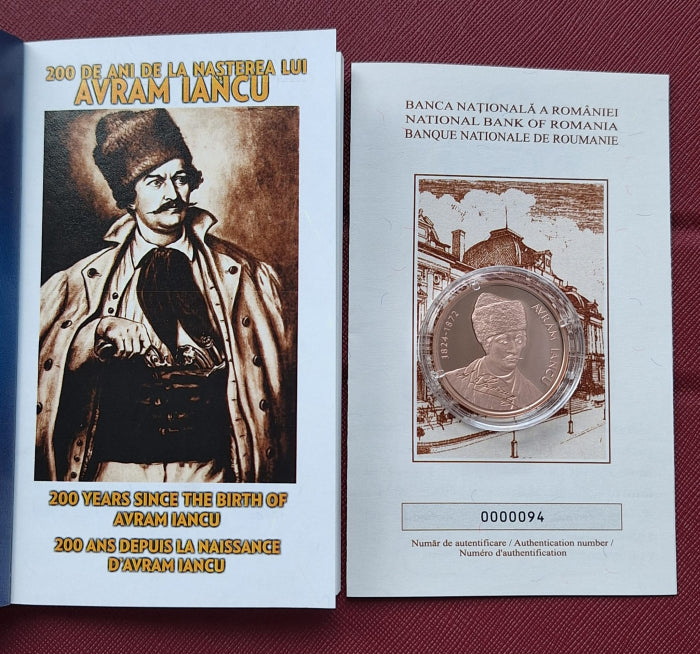 200 DE ANI DE LA NAȘTEREA LUI
AVRAM IANCU
200 YEARS SINCE THE BIRTH OF
AVRAM IANCU
200 ANS DEPUIS LA NAISSANCE
D'AVRAM IANCU
BANCA NAȚIONALĂ A ROMÂNIEI
NATIONAL BANK OF ROMANIA
BANQUE NATIONALE DE ROUMANIE
1824-1872
AVRAM IANCU
0000094
Număr de autentificare / Authentication number /
Numéro d'authentification